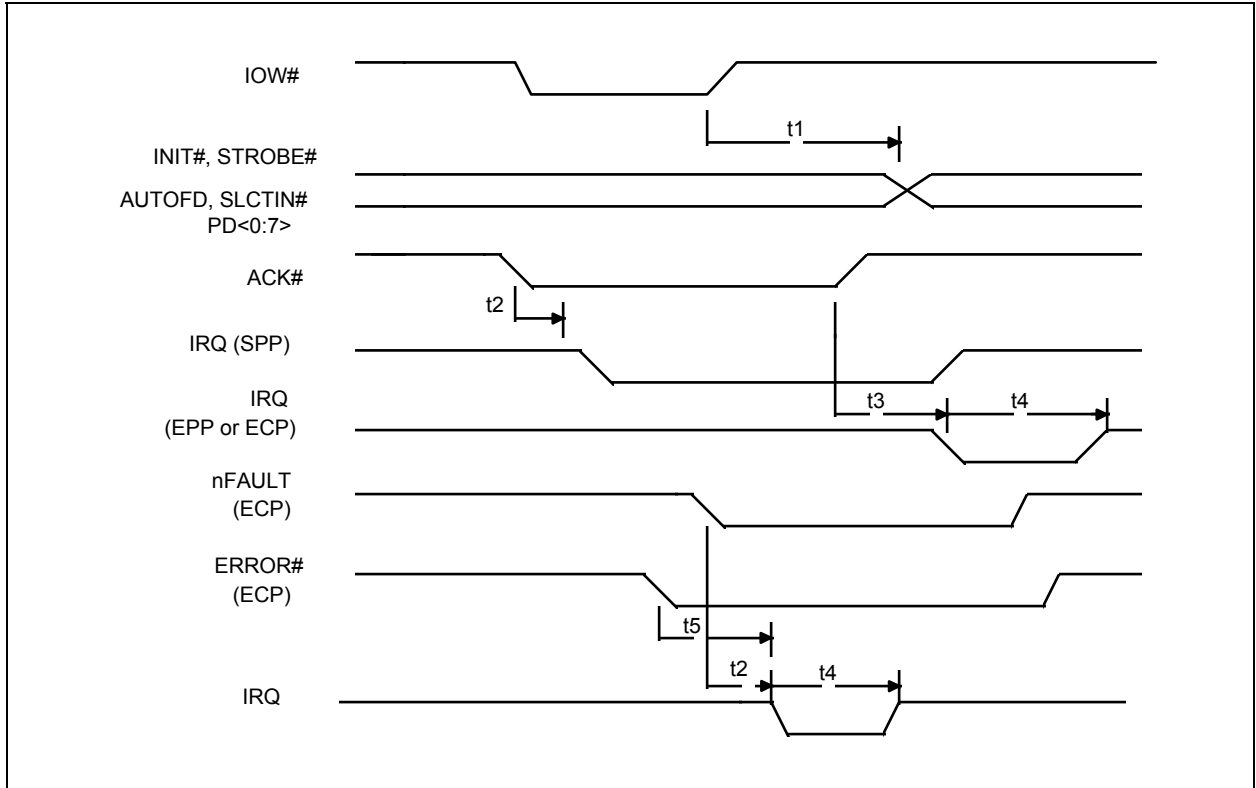 IOW#
t1
INIT#, STROBE#
AUTOFD, SLCTIN#
PD<0:7>
ACK#
t2
IRQ (SPP)
IRQ
(EPP or ECP)
t3
t4
nFAULT
(ECP)
ERROR#
(ECP)
t5
t2
t4
IRQ